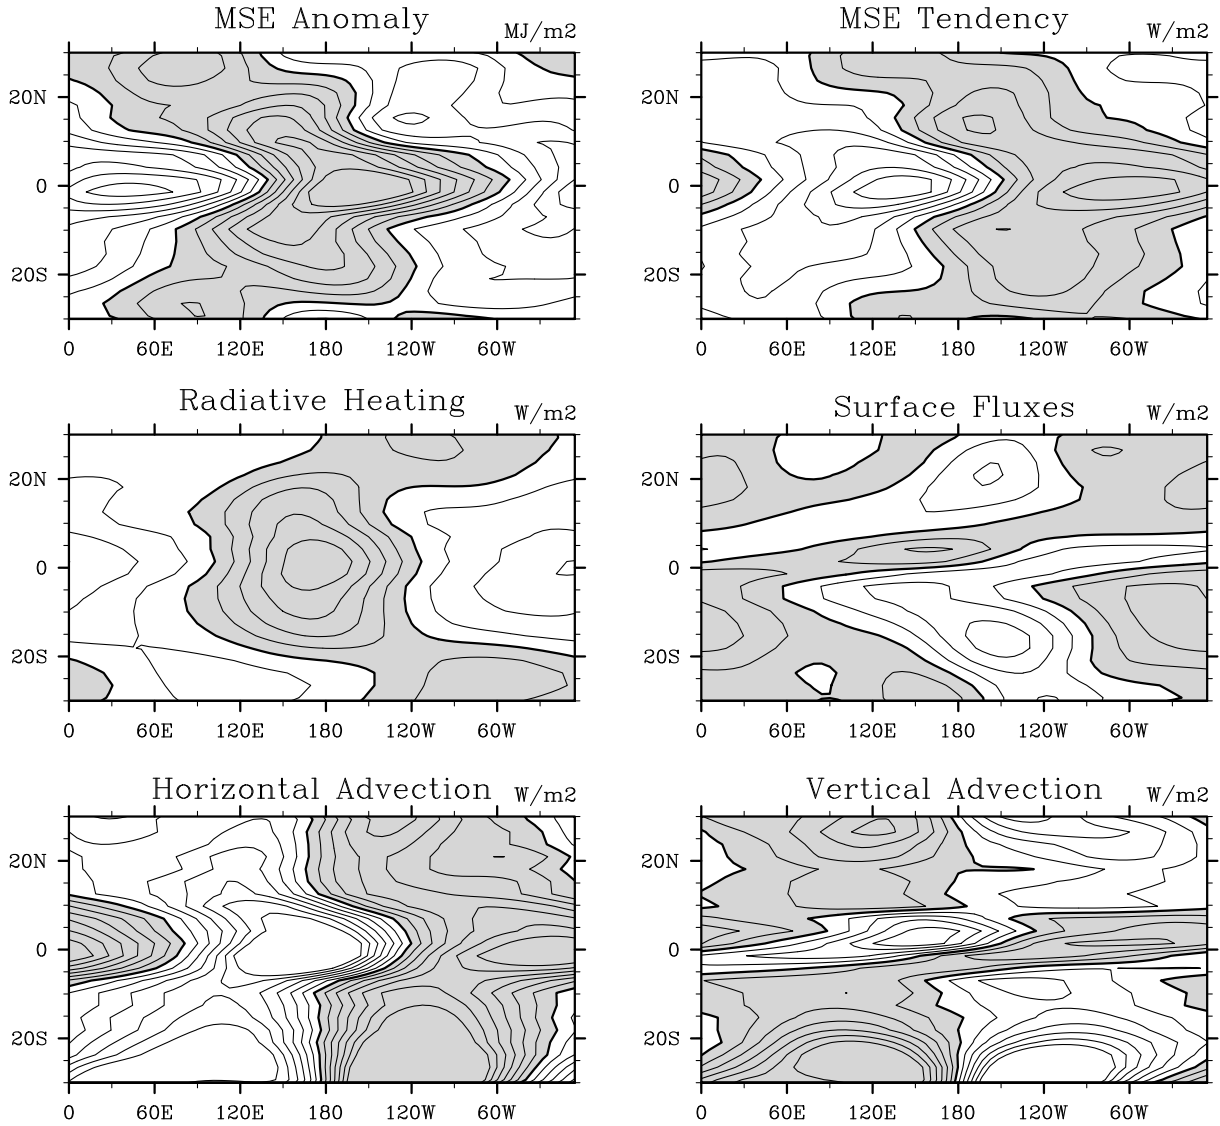 MSE Anomaly MJ/m2
MSE Tendency W/m2
20N
0
20S
0 60E 120E 180 120W 60W
20N
0
20S
0 60E 120E 180 120W 60W
Radiative Heating W/m2
Surface Fluxes W/m2
20N
0
20S
0 60E 120E 180 120W 60W
20N
0
20S
0 60E 120E 180 120W 60W
Horizontal Advection W/m2
Vertical Advection W/m2
20N
0
20S
0 60E 120E 180 120W 60W
20N
0
20S
0 60E 120E 180 120W 60W